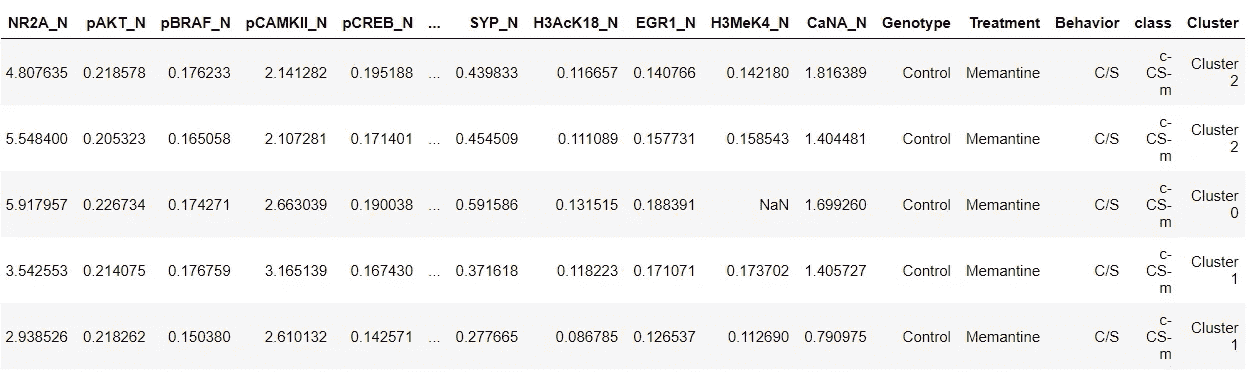 NR2A_N pAKT_N pBRAF_N pCAMKII_N pCREB_N ... SYP_N H3AcK18_N EGR1_N H3MeK4_N CaNA_N Genotype Treatment Behavior class Cluster
4.807635 0.218578 0.176233 2.141282 0.195188 ... 0.439833 0.116657 0.140766 0.142180 1.816389 Control Memantine C/S c-CS-m Cluster 2
5.548400 0.205323 0.165058 2.107281 0.171401 ... 0.454509 0.111089 0.157731 0.158543 1.404481 Control Memantine C/S c-CS-m Cluster 2
5.917957 0.226734 0.174271 2.663039 0.190038 ... 0.591586 0.131515 0.188391 NaN 1.699260 Control Memantine C/S c-CS-m Cluster 0
3.542553 0.214075 0.176759 3.165139 0.167430 ... 0.371618 0.118223 0.171071 0.173702 1.405727 Control Memantine C/S c-CS-m Cluster 1
2.938526 0.218262 0.150380 2.610132 0.142571 ... 0.277665 0.086785 0.126537 0.112690 0.790975 Control Memantine C/S c-CS-m Cluster 1